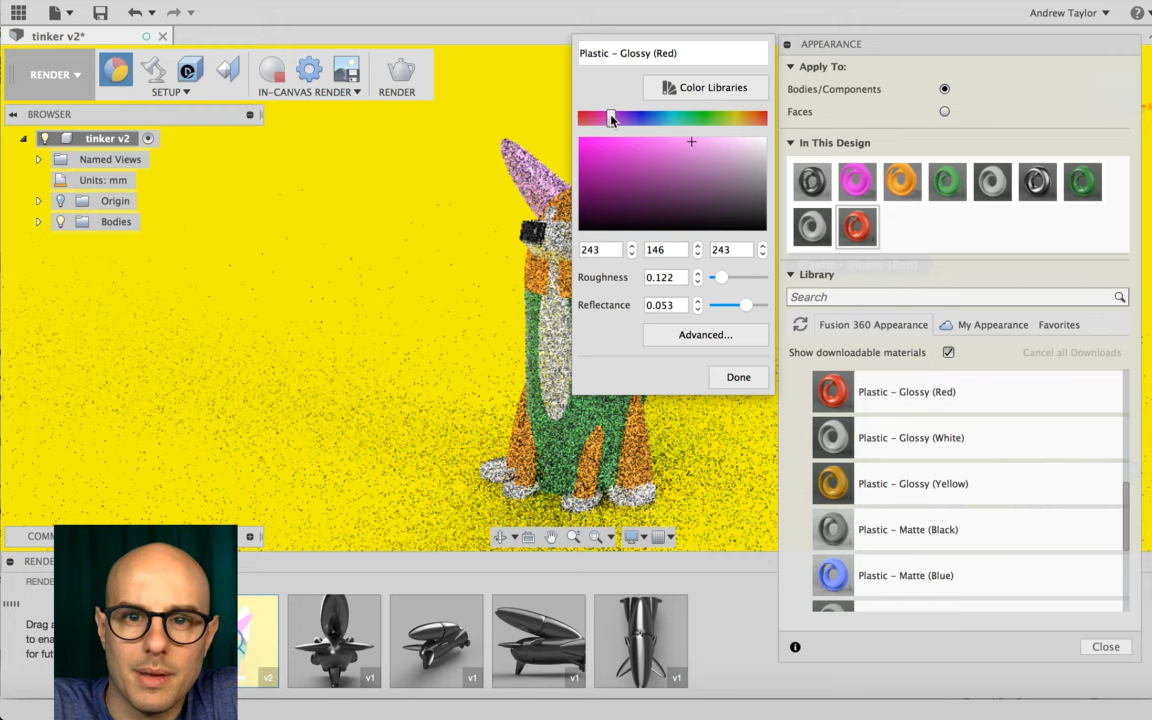 Andrew Taylor
tinker v2*
RENDER
SETUP
IN-CANVAS RENDER
RENDER
BROWSER
tinker v2
Named Views
Units: mm
Origin
Bodies
Plastic - Glossy (Red)
Color Libraries
243 146 243
Roughness 0.122
Reflectance 0.053
Advanced...
Done
APPEARANCE
Apply To:
Bodies/Components
Faces
In This Design
Library
Search
Fusion 360 Appearance
My Appearance
Favorites
Show downloadable materials
Cancel all Downloads
Plastic - Glossy (Red)
Plastic - Glossy (White)
Plastic - Glossy (Yellow)
Plastic - Matte (Black)
Plastic - Matte (Blue)
Close
COMM
RENDE
RENDE
Drag a
to ena
for fut
v2
v1
v1
v1
v1